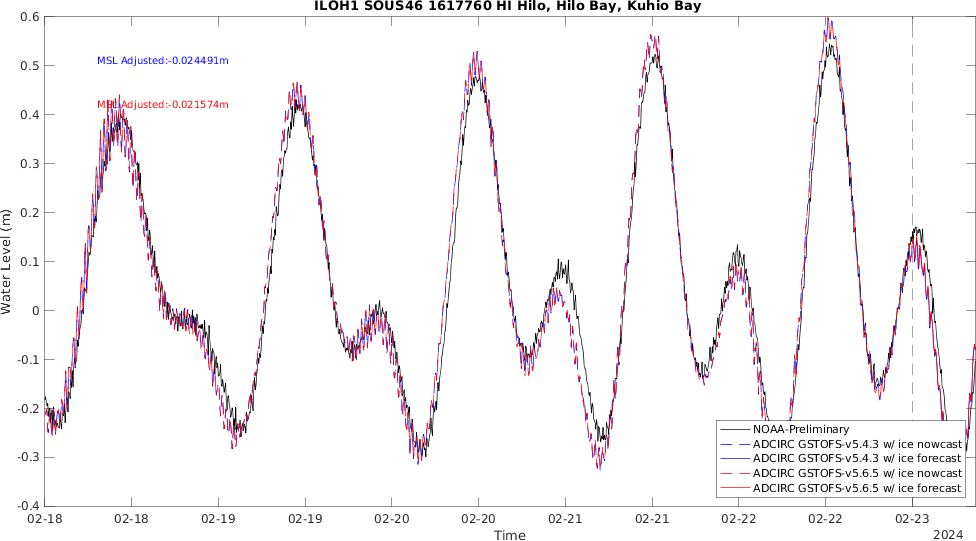 ILOH1 SOUS46 1617760 HI Hilo, Hilo Bay, Kuhio Bay
0.6
0.5
0.4
0.3
0.2
0.1
0
-0.1
-0.2
-0.3
-0.4
Water Level (m)
MSL Adjusted:-0.024491m
MSL Adjusted:-0.021574m
NOAA-Preliminary
ADCIRC GSTOFS-v5.4.3 w/ ice nowcast
ADCIRC GSTOFS-v5.4.3 w/ ice forecast
ADCIRC GSTOFS-v5.6.5 w/ ice nowcast
ADCIRC GSTOFS-v5.6.5 w/ ice forecast
02-18 02-18 02-19 02-19 02-20 02-20 02-21 02-21 02-22 02-22 02-23
Time
2024